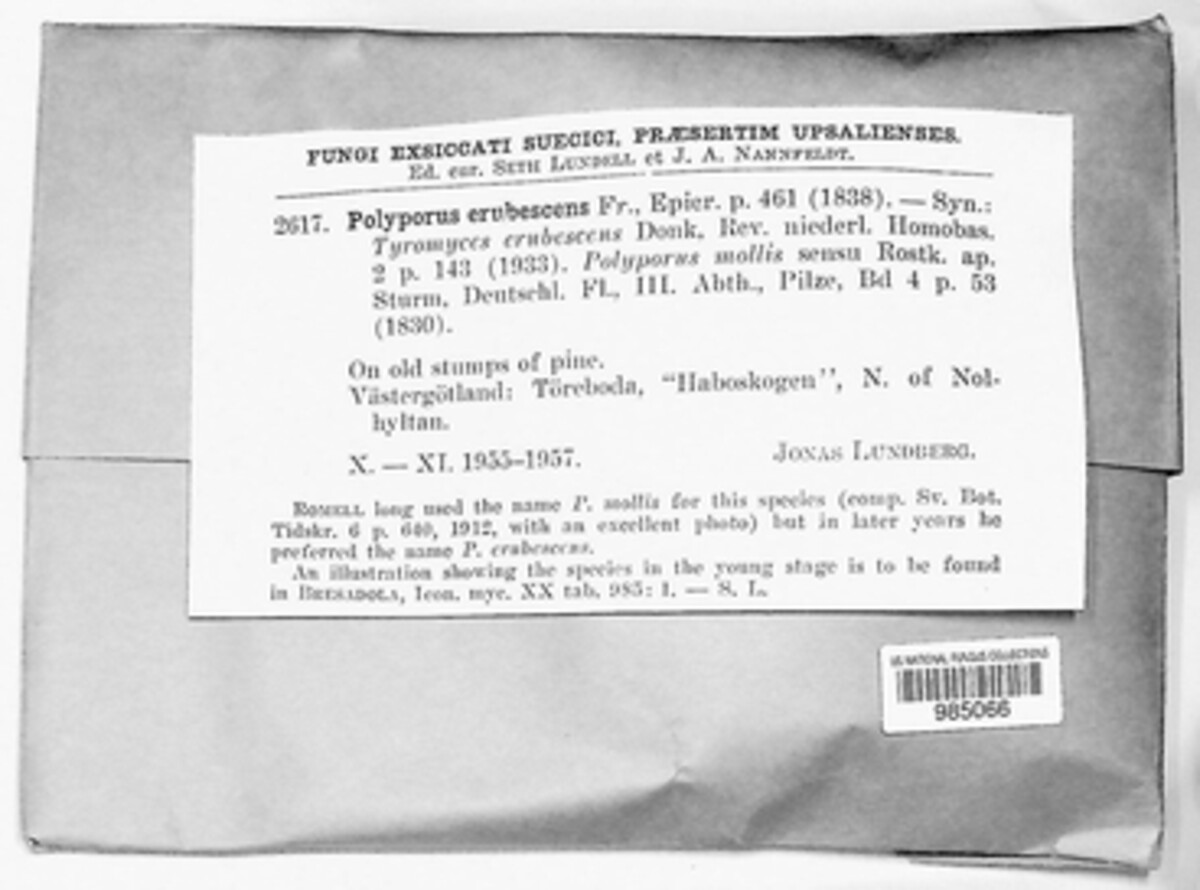 FUNGI EXSICCATI SUECICI, PRÆSERTIM UPSALIENSES.
Ed. cur. SETH LUNDELL et J. A. NANNFELDT.
2617. Polyporus erubescens Fr., Epicr. p. 461 (1838). — Syn.:
Tyromyces erubescens Donk, Rev. niederl. Homobas.
2 p. 143 (1933). Polyporus mollis sensu Rostk. ap.
Sturm, Deutschl. Fl., III. Abth., Pilze, Bd 4 p. 53
(1830).
On old stumps of pine.
Västergötland: Töreboda, "Haboskogen", N. of Nol-
hyltan.
X. — XI. 1955-1957.
JONAS LUNDBERG.
ROMELL long used the name P. mollis for this species (comp. Sv. Bot.
Tidskr. 6 p. 640, 1912, with an excellent photo) but in later years he
preferred the name P. erubescens.
An illustration showing the species in the young stage is to be found
in BRESADOLA, Icon. myc. XX tab. 985: 1. — S. L.
US NATIONAL FUNGUS COLLECTIONS
985066